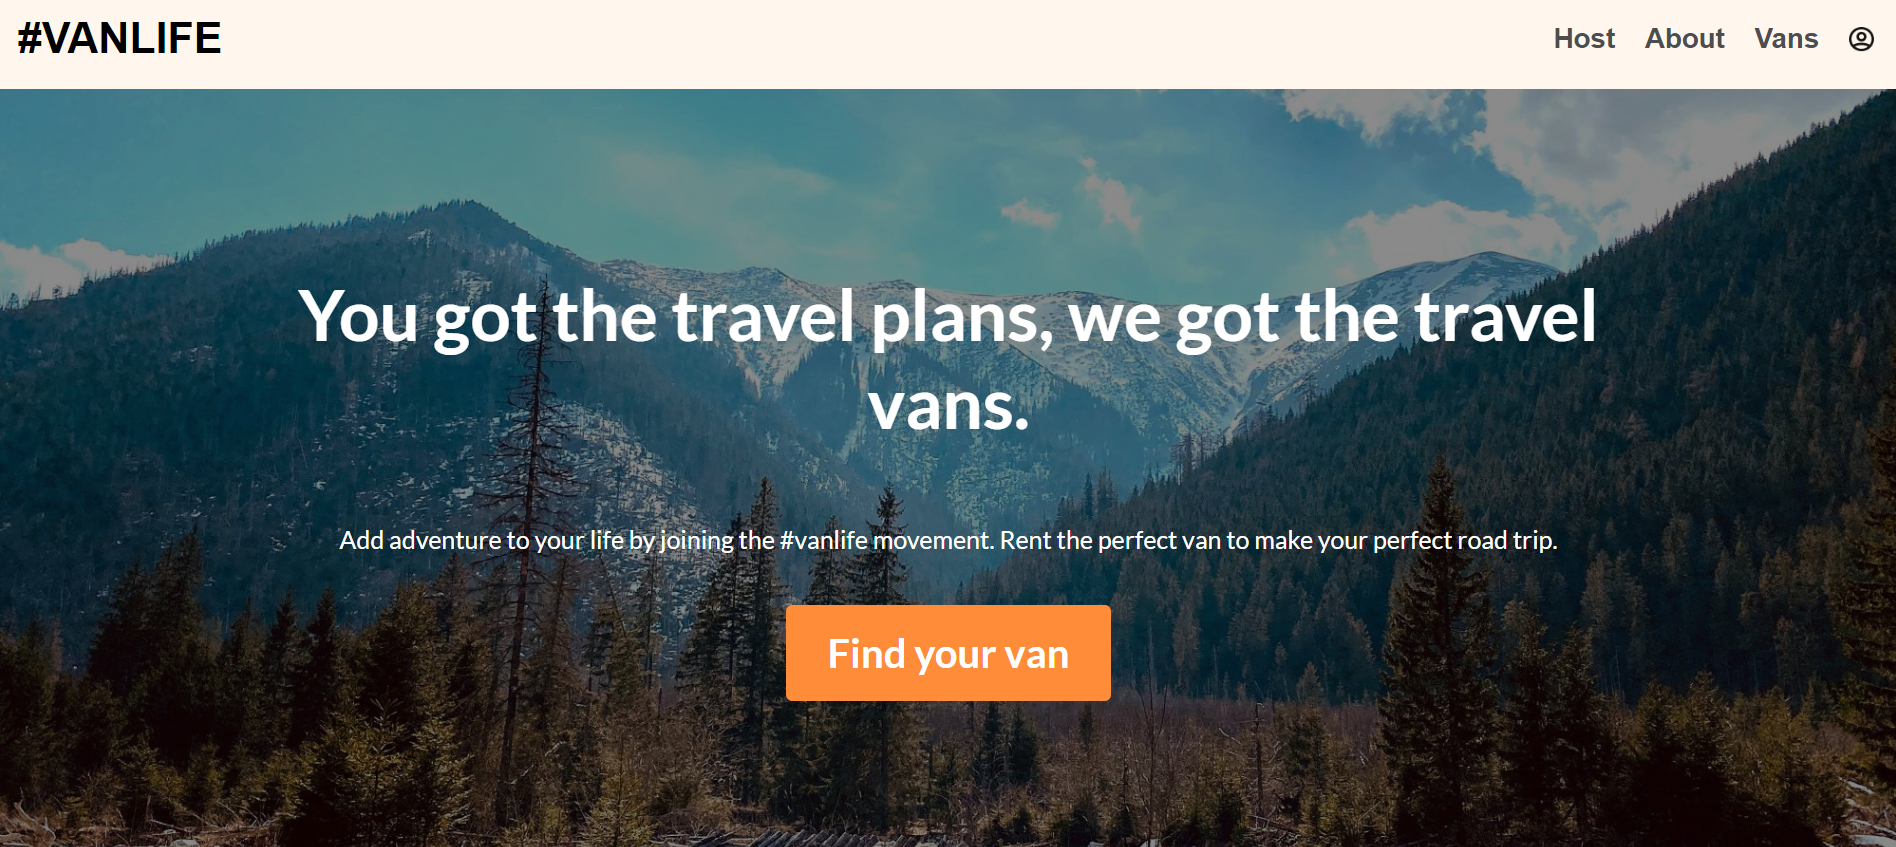 #VANLIFE
Host About Vans
You got the travel plans, we got the travel
vans.
Add adventure to your life by joining the #vanlife movement. Rent the perfect van to make your perfect road trip.
Find your van